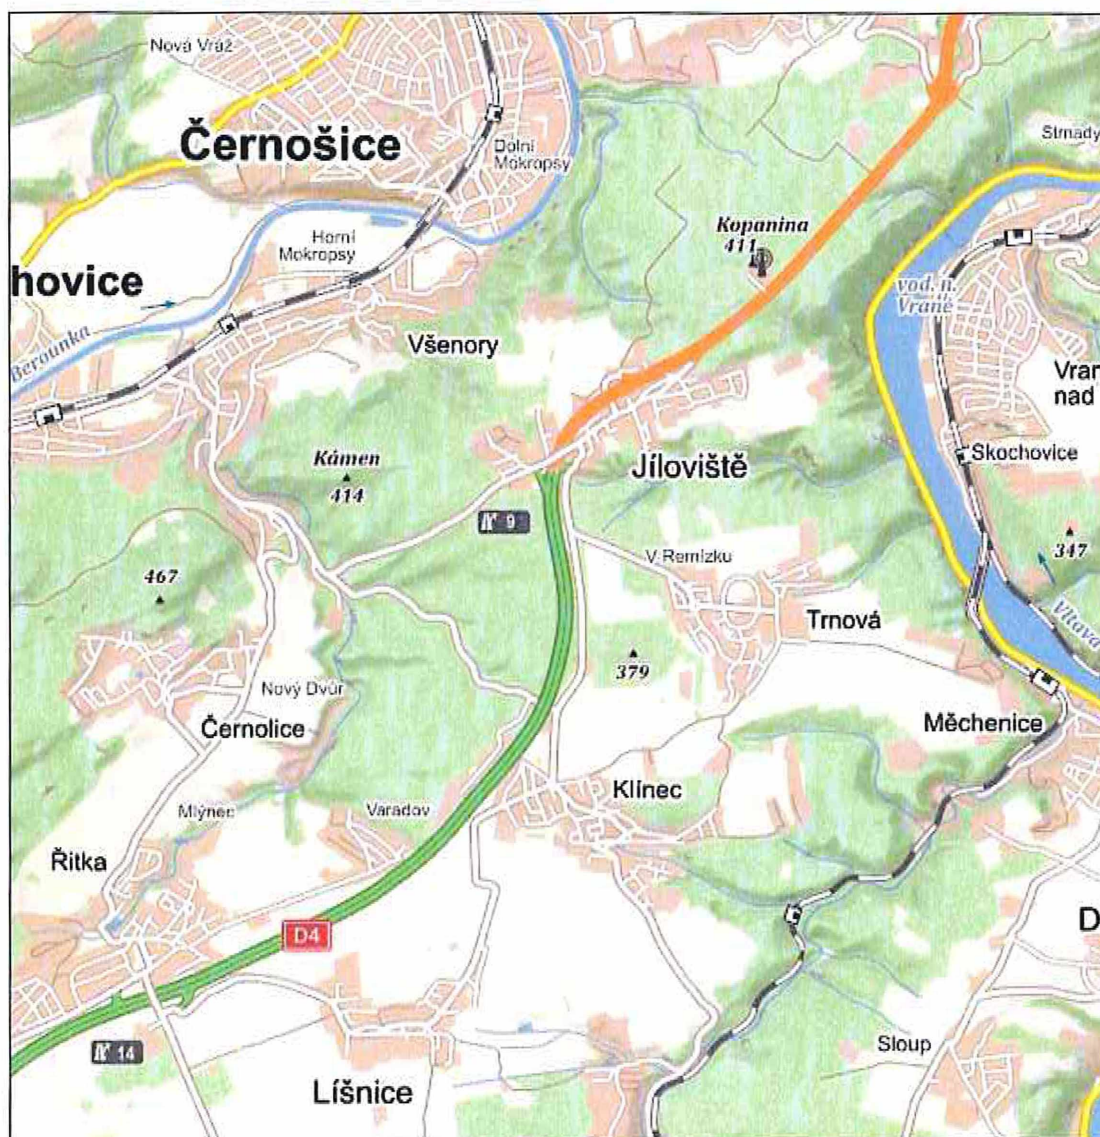 Nová Vráž
Černošice
Dolní
Mokropsy
Strnady
Kopanina
411
Horní
Mokropsy
hovice
vod. n.
Vrané
Berounka
Všenory
Vran
nad
Kámen
414
Jíloviště
Skochovice
9
467
V Remízku
347
Trnová
Vltava
379
Nový Dvůr
Černolice
Měchenice
Klínec
Mlýnec
Varadov
Řitka
D4
D
14
Sloup
Líšnice